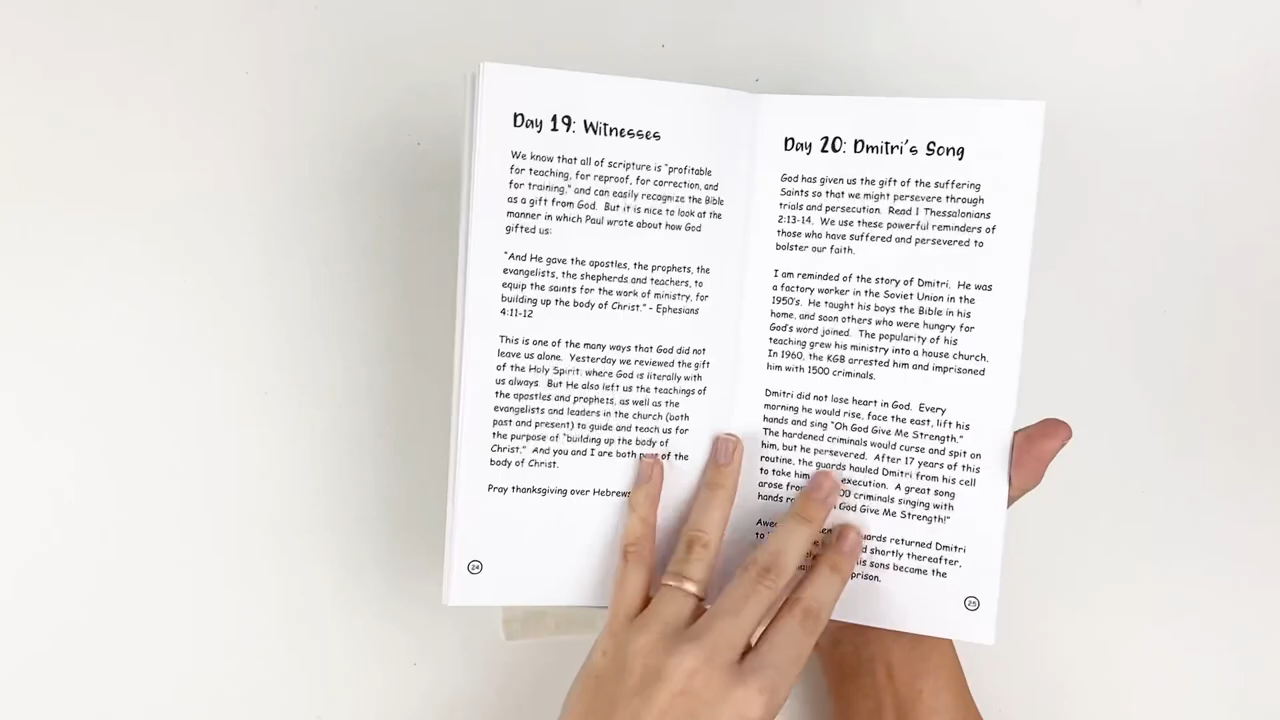 Day 19: Witnesses
We know that all of scripture is "profitable
for teaching, for reproof, for correction, and
for training," and can easily recognize the Bible
as a gift from God. But it is nice to look at the
manner in which Paul wrote about how God
gifted us:
"And He gave the apostles, the prophets, the
evangelists, the shepherds and teachers, to
equip the saints for the work of ministry, for
building up the body of Christ." - Ephesians
4:11-12
This is one of the many ways that God did not
leave us alone. Yesterday we reviewed the gift
of the Holy Spirit, where God is literally with
us always. But He also left us the teachings of
the apostles and prophets, as well as the
evangelists and leaders in the church (both
past and present) to guide and teach us for
the purpose of "building up the body of
Christ." And you and I are both of the
body of Christ.
Pray thanksgiving over Hebrews
24
Day 20: Dmitri's Song
God has given us the gift of the suffering
Saints so that we might persevere through
trials and persecution. Read 1 Thessalonians
2:13-14. We use these powerful reminders of
those who have suffered and persevered to
bolster our faith.
I am reminded of the story of Dmitri. He was
a factory worker in the Soviet Union in the
1950's. He taught his boys the Bible in his
home, and soon others who were hungry for
God's word joined. The popularity of his
teaching grew his ministry into a house church.
In 1960, the KGB arrested him and imprisoned
him with 1500 criminals.
Dmitri did not lose heart in God. Every
morning he would rise, face the east, lift his
hands and sing "Oh God Give Me Strength."
The hardened criminals would curse and spit on
him, but he persevered. After 17 years of this
routine, the guards hauled Dmitri from his cell
to take him execution. A great song
arose criminals singing with
hands God Give Me Strength!"
returned Dmitri
to shortly thereafter,
sons became the
prison.
25